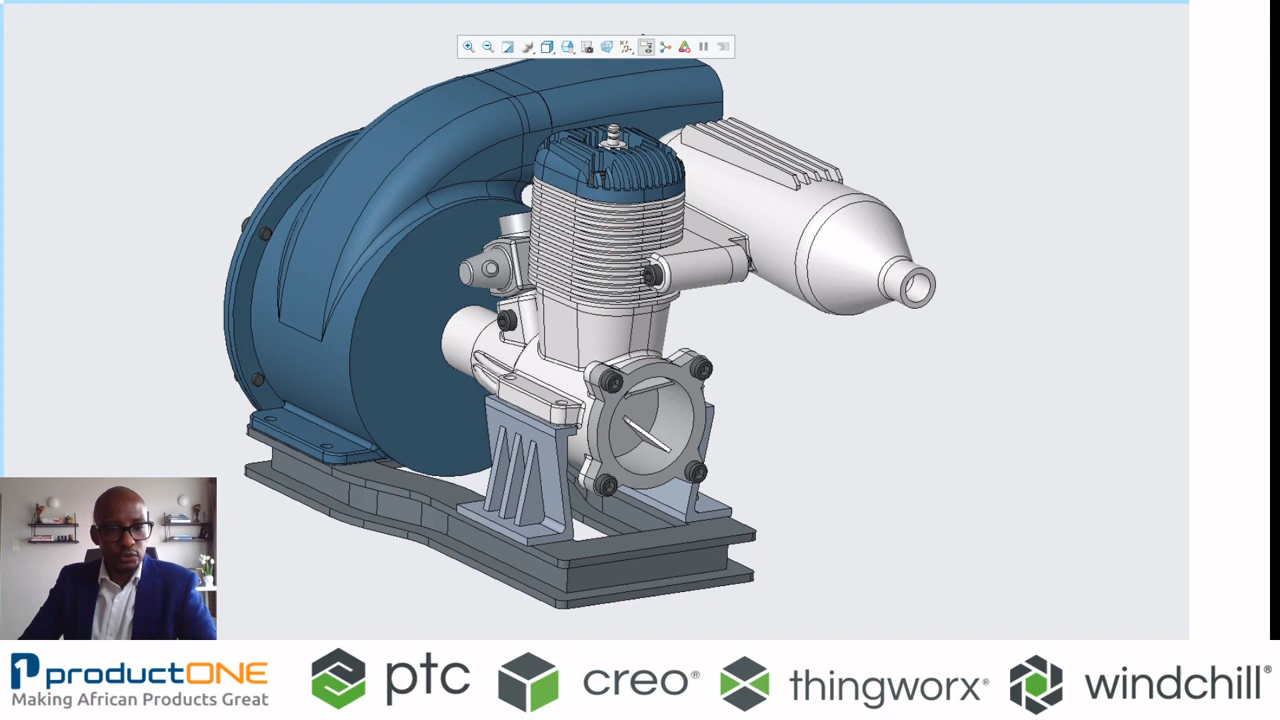 productONE
Making African Products Great
ptc
creo®
thingworx®
windchill®